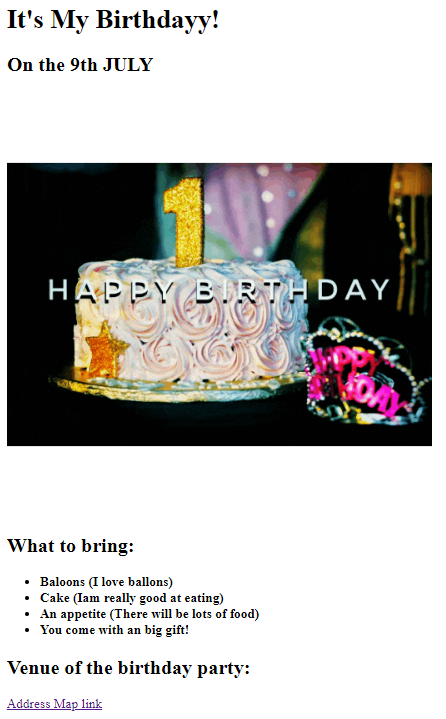 It's My Birthdayy!
On the 9th JULY
1
HAPPY BIRTHDAY
HAPPY
BIRTHDAY
What to bring:
Baloons (I love ballons)
Cake (Iam really good at eating)
An appetite (There will be lots of food)
You come with an big gift!
Venue of the birthday party:
Address Map link